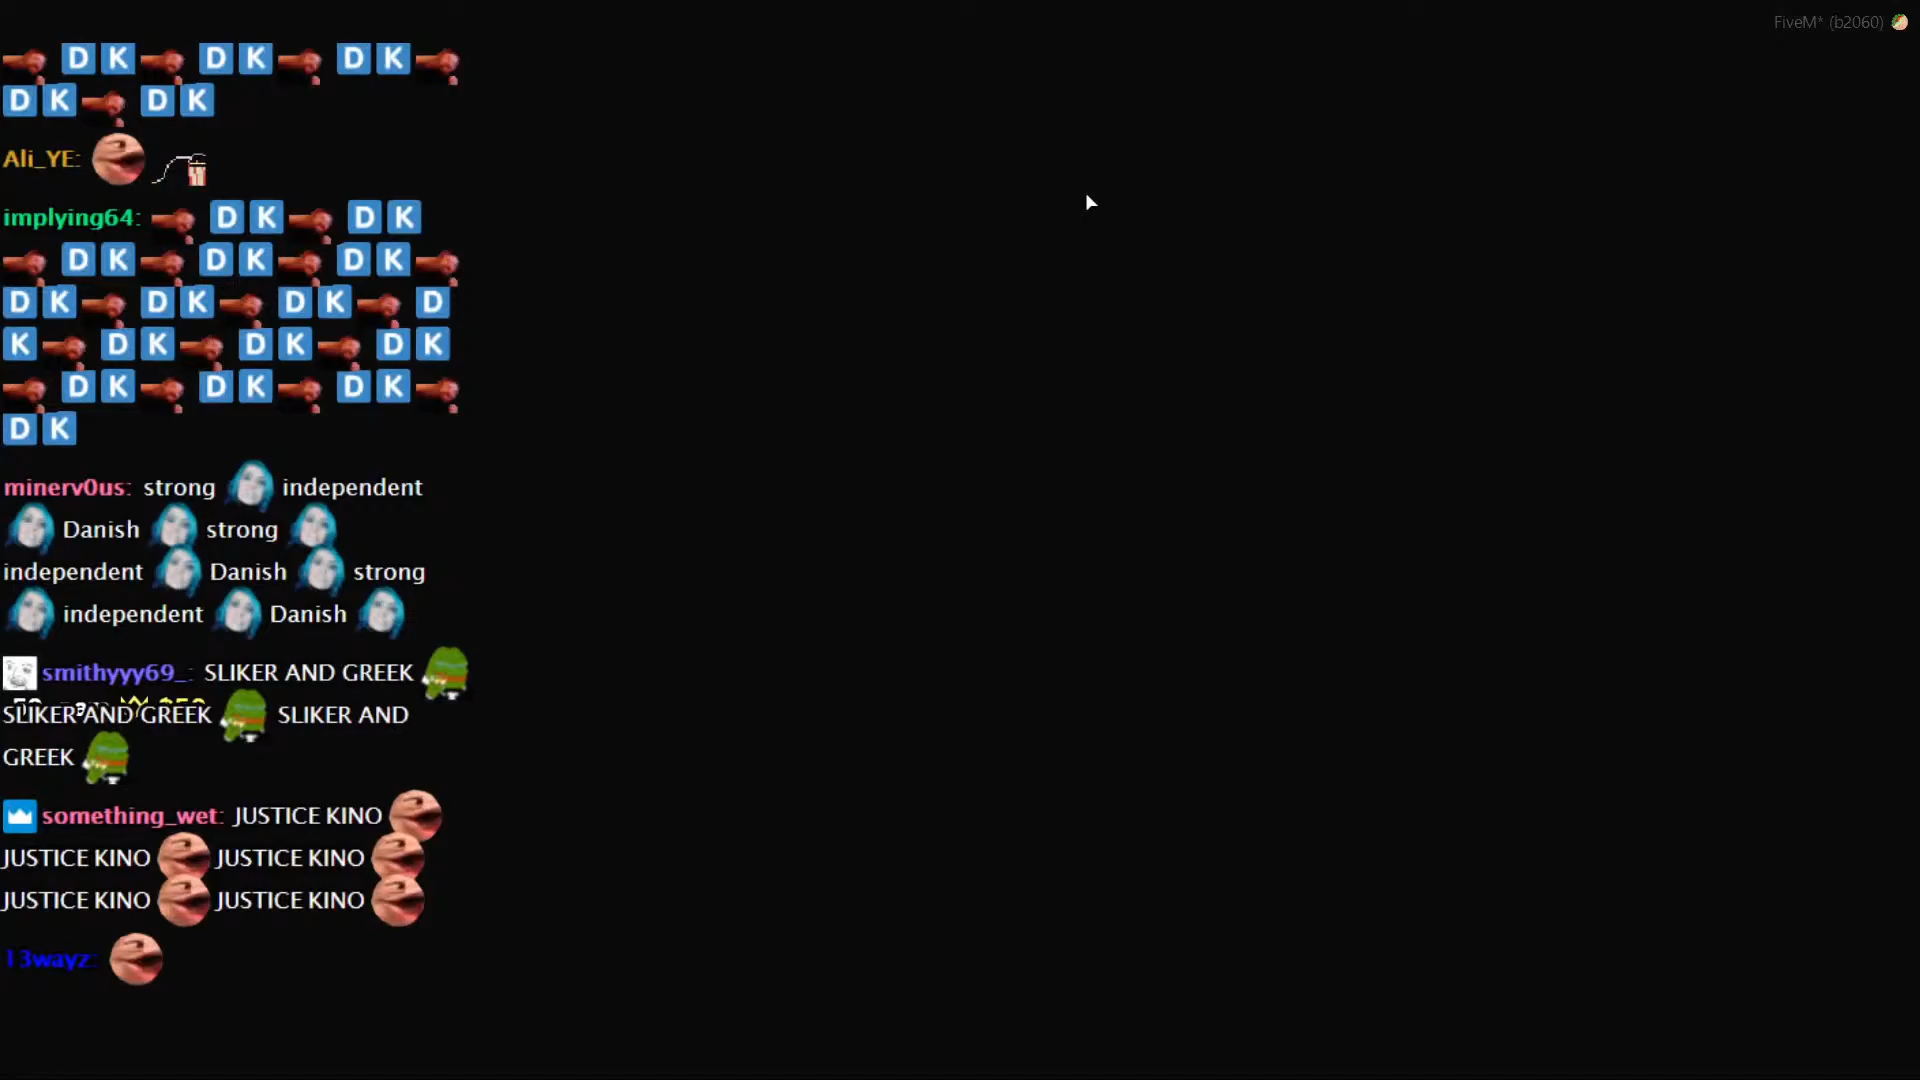 FiveM* (b2060)
D K D K D K
D K D K
Ali_YE:
implying64: D K D K
D K D K D K
D K D K D K D
K D K D K D K
D K D K D K
D K
minerv0us: strong independent
Danish strong
independent Danish strong
independent Danish
smithyyy69_: SLIKER AND GREEK
SLIKER AND GREEK SLIKER AND
GREEK
something_wet: JUSTICE KINO
JUSTICE KINO JUSTICE KINO
JUSTICE KINO JUSTICE KINO
13wayz: